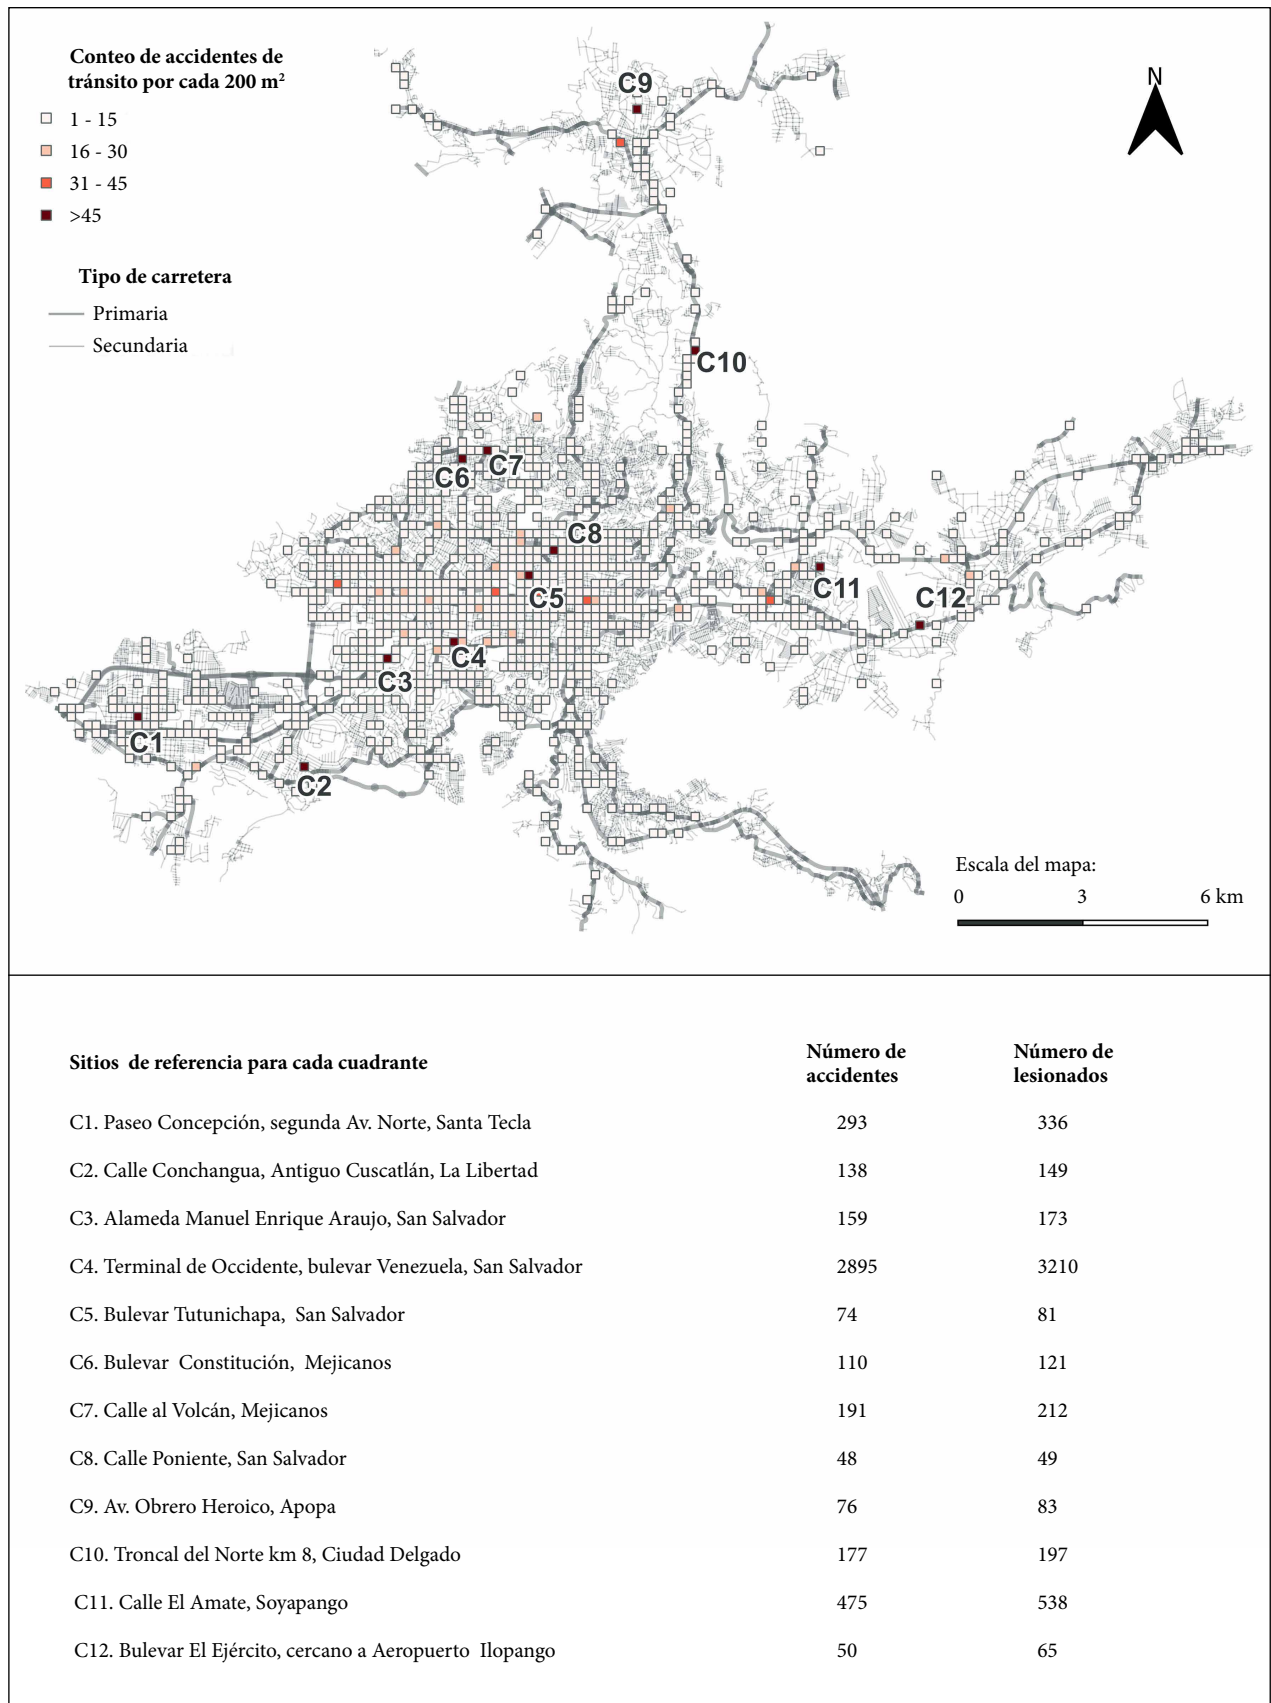 Conteo de accidentes de
tránsito por cada 200 m²
1 - 15
16 - 30
31 - 45
>45
Tipo de carretera
Primaria
Secundaria
N
C9
C10
C6
C7
C8
C5
C11
C12
C4
C3
C1
C2
Escala del mapa:
0 3 6 km
Sitios de referencia para cada cuadrante
Número de accidentes
Número de lesionados
C1. Paseo Concepción, segunda Av. Norte, Santa Tecla 293 336
C2. Calle Conchangua, Antiguo Cuscatlán, La Libertad 138 149
C3. Alameda Manuel Enrique Araujo, San Salvador 159 173
C4. Terminal de Occidente, bulevar Venezuela, San Salvador 2895 3210
C5. Bulevar Tutunichapa, San Salvador 74 81
C6. Bulevar Constitución, Mejicanos 110 121
C7. Calle al Volcán, Mejicanos 191 212
C8. Calle Poniente, San Salvador 48 49
C9. Av. Obrero Heroico, Apopa 76 83
C10. Troncal del Norte km 8, Ciudad Delgado 177 197
C11. Calle El Amate, Soyapango 475 538
C12. Bulevar El Ejército, cercano a Aeropuerto Ilopango 50 65